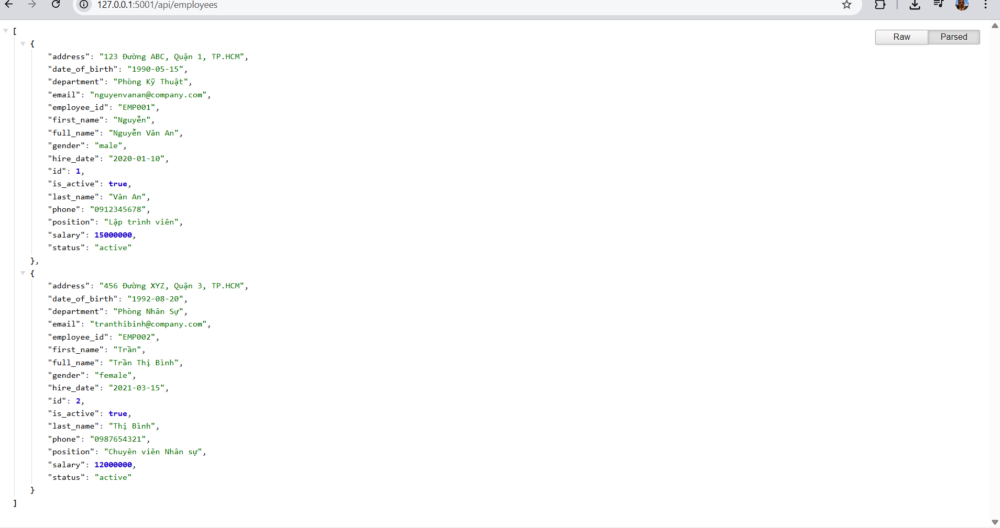 127.0.0.1:5001/api/employees
Raw Parsed
[
{
"address": "123 Đường ABC, Quận 1, TP.HCM",
"date_of_birth": "1990-05-15",
"department": "Phòng Kỹ Thuật",
"email": "nguyenvanan@company.com",
"employee_id": "EMP001",
"first_name": "Nguyễn",
"full_name": "Nguyễn Văn An",
"gender": "male",
"hire_date": "2020-01-10",
"id": 1,
"is_active": true,
"last_name": "Văn An",
"phone": "0912345678",
"position": "Lập trình viên",
"salary": 15000000,
"status": "active"
},
{
"address": "456 Đường XYZ, Quận 3, TP.HCM",
"date_of_birth": "1992-08-20",
"department": "Phòng Nhân Sự",
"email": "tranthibinh@company.com",
"employee_id": "EMP002",
"first_name": "Trần",
"full_name": "Trần Thị Bình",
"gender": "female",
"hire_date": "2021-03-15",
"id": 2,
"is_active": true,
"last_name": "Thị Bình",
"phone": "0987654321",
"position": "Chuyên viên Nhân sự",
"salary": 12000000,
"status": "active"
}
]